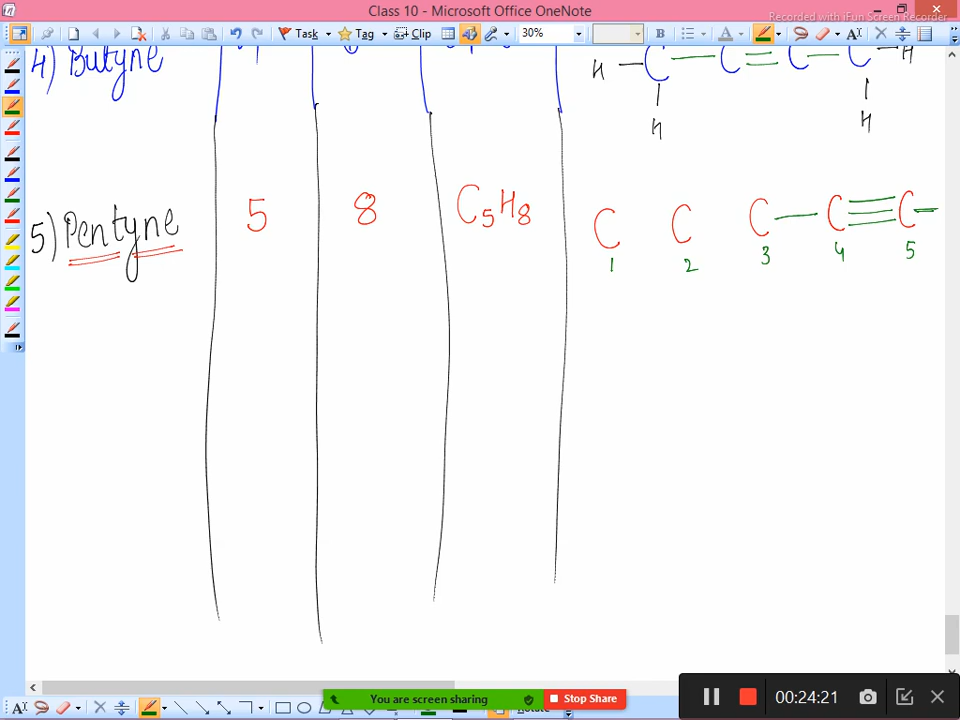 Class 10 - Microsoft Office OneNote
Recorded with iFun Screen Recorder
Task Tag Clip 30% B A
4) Butyne
H — C — C ≡ C — C — H
H H
5) Pentyne 5 8 C5H8 C C C — C ≡ C —
1 2 3 4 5
You are screen sharing Stop Share
00:24:21